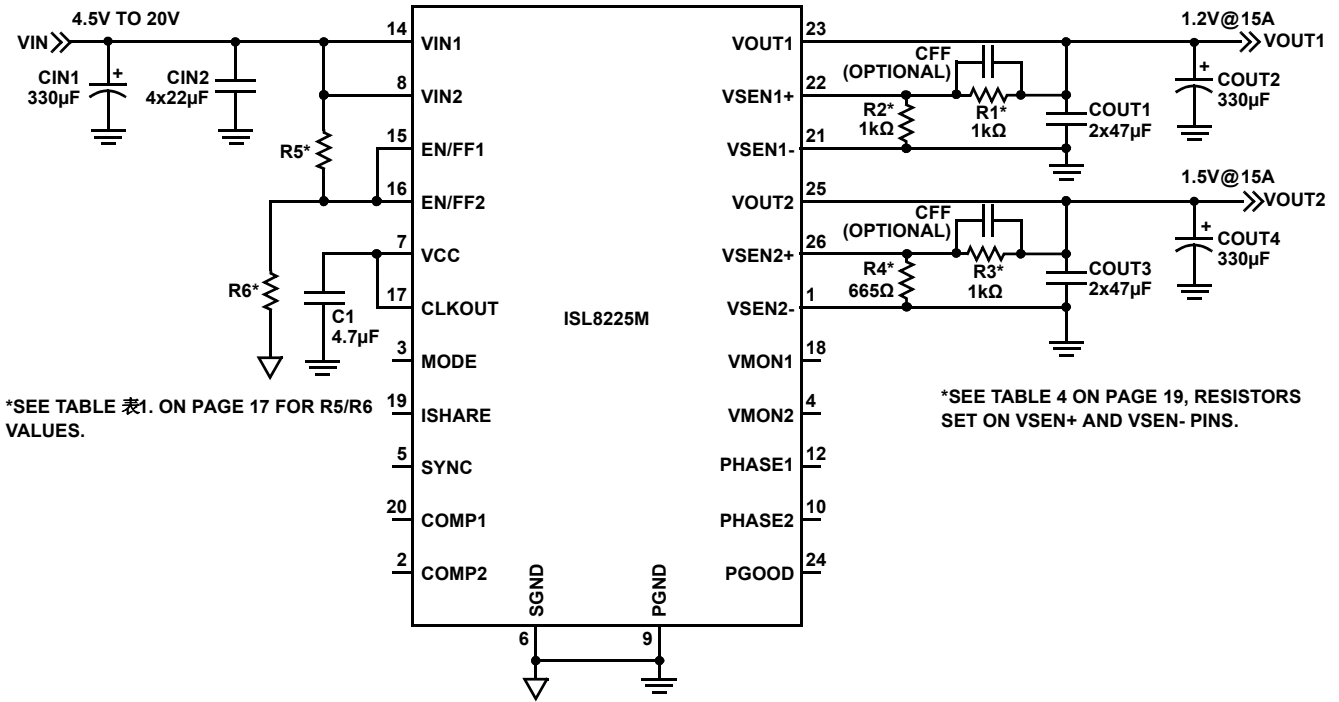 4.5V TO 20V
VIN
CIN1
330µF
+
CIN2
4x22µF
R5*
R6*
C1
4.7µF
*SEE TABLE 表1. ON PAGE 17 FOR R5/R6
VALUES.
14
VIN1
8
VIN2
15
EN/FF1
16
EN/FF2
7
VCC
17
CLKOUT
3
MODE
19
ISHARE
5
SYNC
20
COMP1
2
COMP2
ISL8225M
SGND
6
PGND
9
VOUT1
23
VSEN1+
22
VSEN1-
21
VOUT2
25
VSEN2+
26
VSEN2-
1
VMON1
18
VMON2
4
PHASE1
12
PHASE2
10
PGOOD
24
1.2V@15A
VOUT1
CFF
(OPTIONAL)
R2*
1kΩ
R1*
1kΩ
COUT1
2x47µF
+
COUT2
330µF
1.5V@15A
VOUT2
CFF
(OPTIONAL)
R4*
665Ω
R3*
1kΩ
COUT3
2x47µF
+
COUT4
330µF
*SEE TABLE 4 ON PAGE 19, RESISTORS
SET ON VSEN+ AND VSEN- PINS.